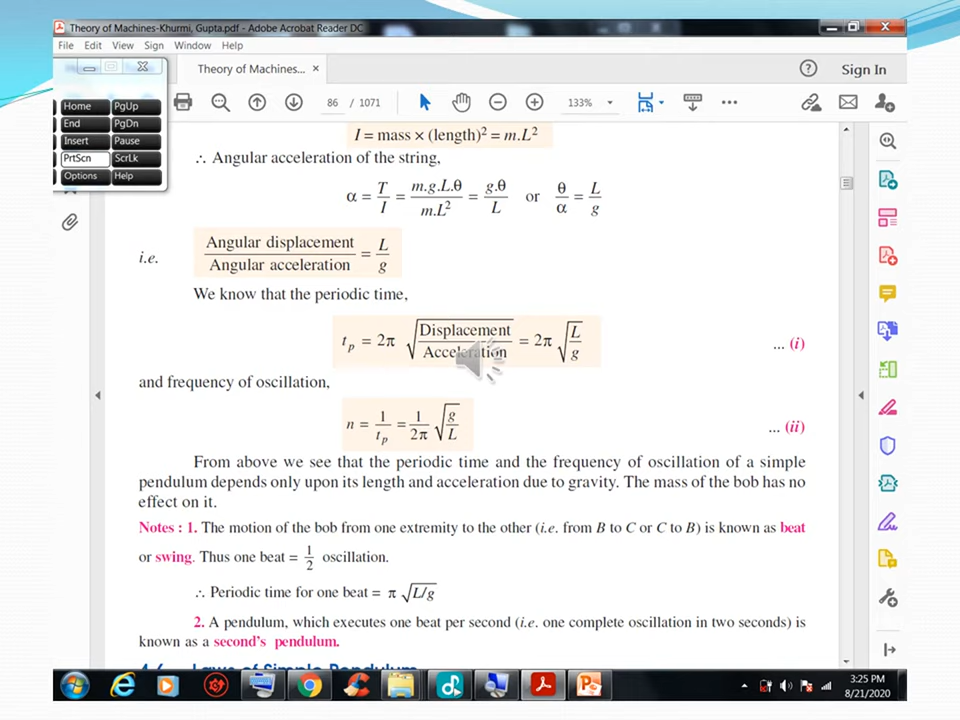 Theory of Machines-Khurmi, Gupta.pdf - Adobe Acrobat Reader DC
File Edit View Sign Window Help
Theory of Machines... × Sign In
Home PgUp
End PgDn
Insert Pause
PrtScn ScrLk
Options Help
86 / 1071 133%
I = mass × (length)² = m.L²
∴ Angular acceleration of the string,
α = T/I = m.g.L.θ/m.L² = g.θ/L or θ/α = L/g
i.e. Angular displacement/Angular acceleration = L/g
We know that the periodic time,
tₚ = 2π √(Displacement/Acceleration) = 2π √(L/g) ... (i)
and frequency of oscillation,
n = 1/tₚ = 1/2π √(g/L) ... (ii)
From above we see that the periodic time and the frequency of oscillation of a simple
pendulum depends only upon its length and acceleration due to gravity. The mass of the bob has no
effect on it.
Notes : 1. The motion of the bob from one extremity to the other (i.e. from B to C or C to B) is known as beat
or swing. Thus one beat = 1/2 oscillation.
∴ Periodic time for one beat = π √L/g
2. A pendulum, which executes one beat per second (i.e. one complete oscillation in two seconds) is
known as a second's pendulum.
4.6 Laws of Simple Pendulum
3:25 PM
8/21/2020